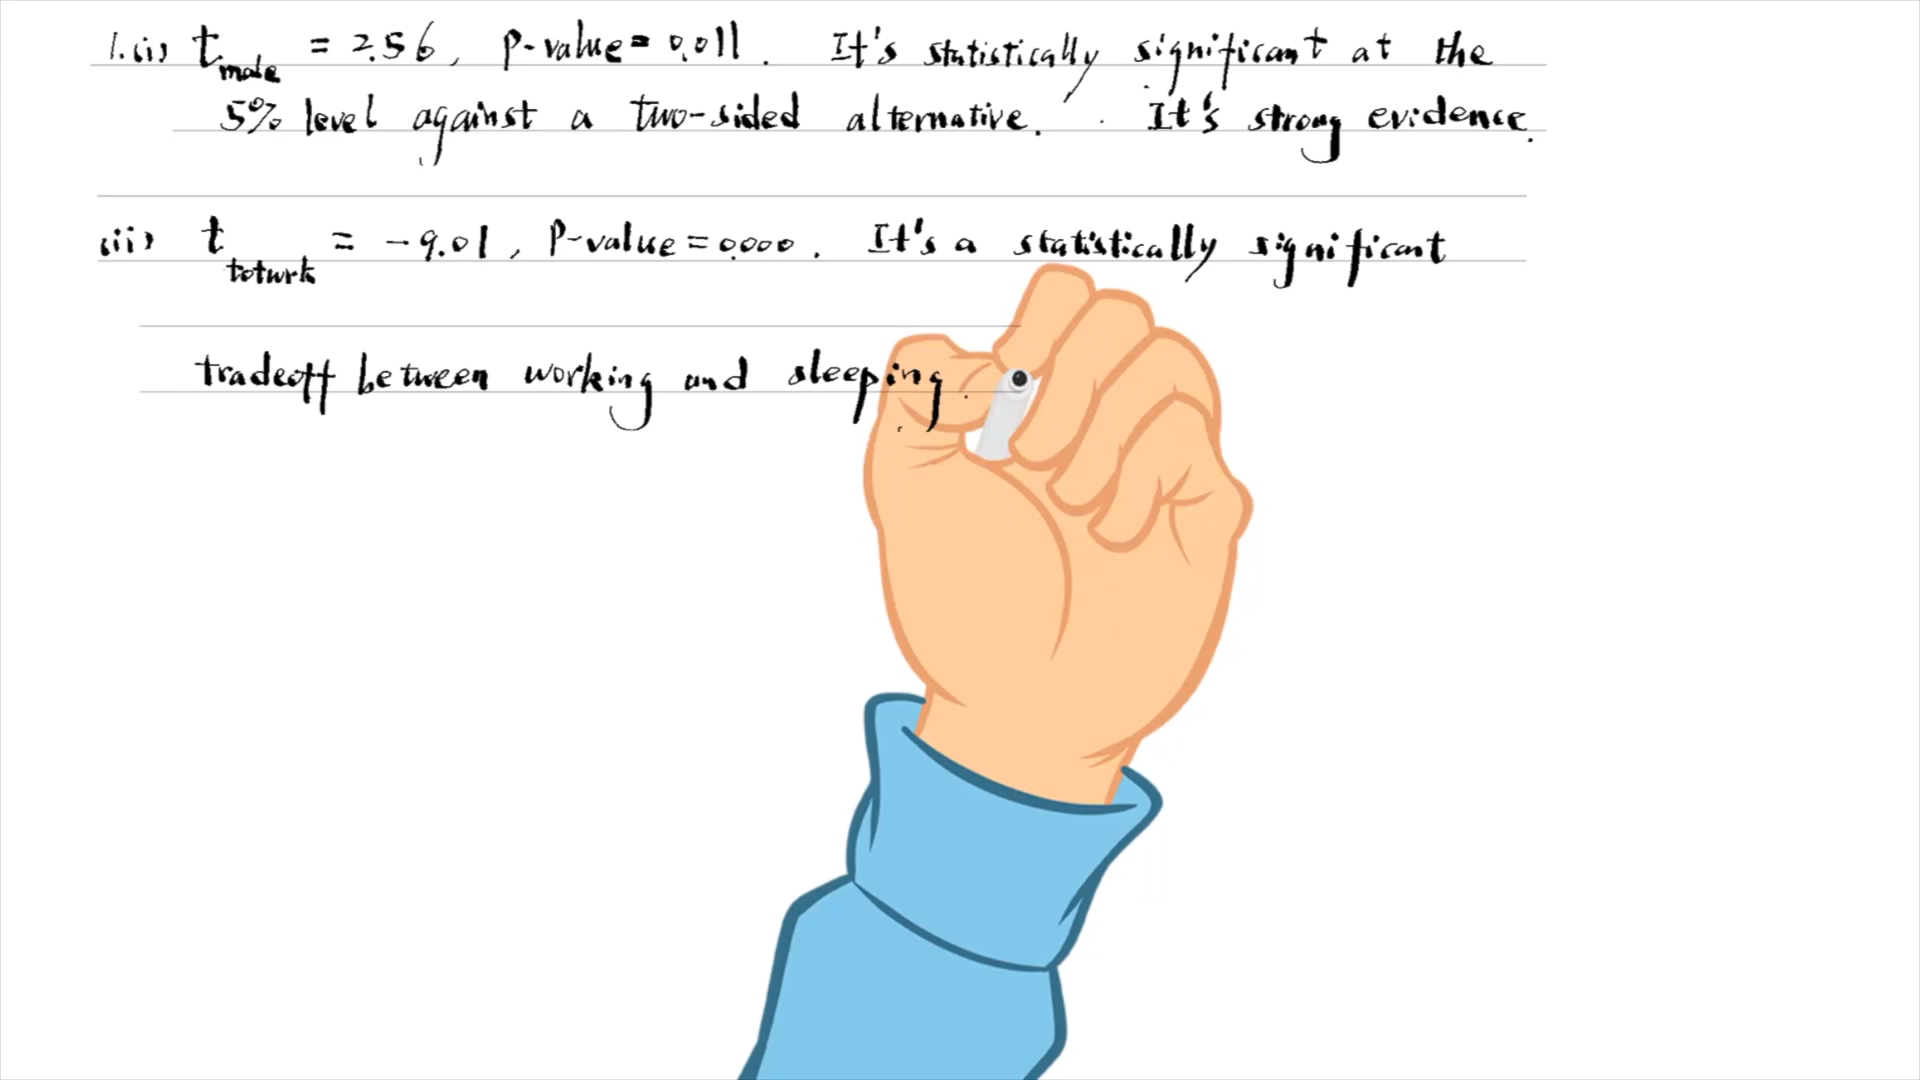 1.(i) t_male = 2.56, P-value = 0.011. It's statistically significant at the
5% level against a two-sided alternative. It's strong evidence.
(ii) t_totwrk = -9.01, P-value = 0.000. It's a statistically significant
tradeoff between working and sleeping.